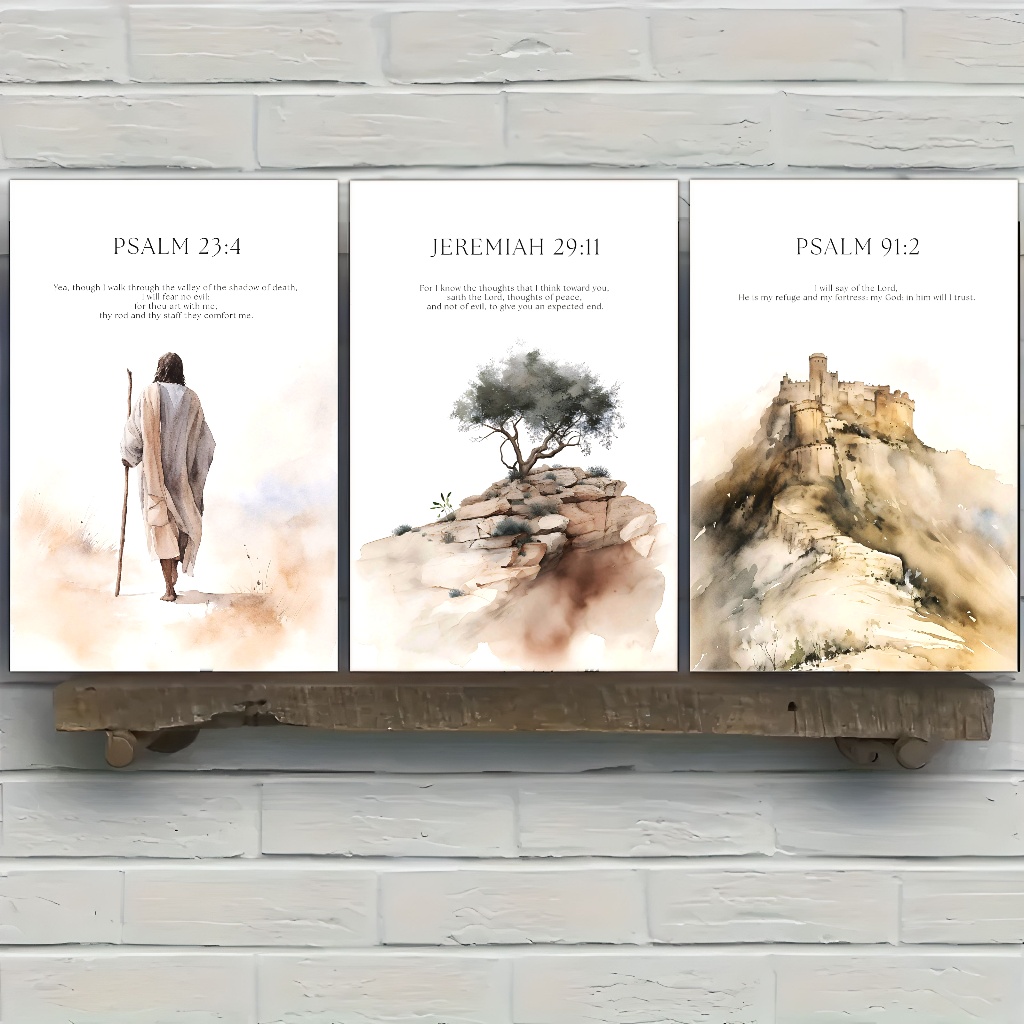 PSALM 23:4
Yea, though I walk through the valley of the shadow of death,
I will fear no evil:
for thou art with me;
thy rod and thy staff they comfort me.
JEREMIAH 29:11
For I know the thoughts that I think toward you,
saith the Lord, thoughts of peace,
and not of evil, to give you an expected end.
PSALM 91:2
I will say of the Lord,
He is my refuge and my fortress: my God; in him will I trust.